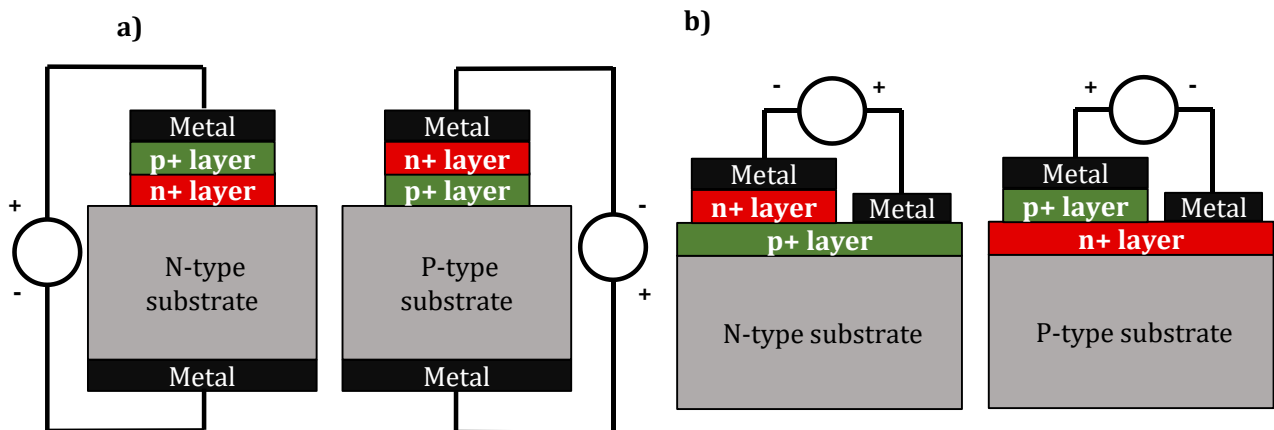 a)
+
-
Metal
p+ layer
n+ layer
N-type
substrate
Metal
Metal
n+ layer
p+ layer
P-type
substrate
Metal
-
+
b)
-
+
Metal
n+ layer
Metal
p+ layer
N-type substrate
+
-
Metal
p+ layer
Metal
n+ layer
P-type substrate